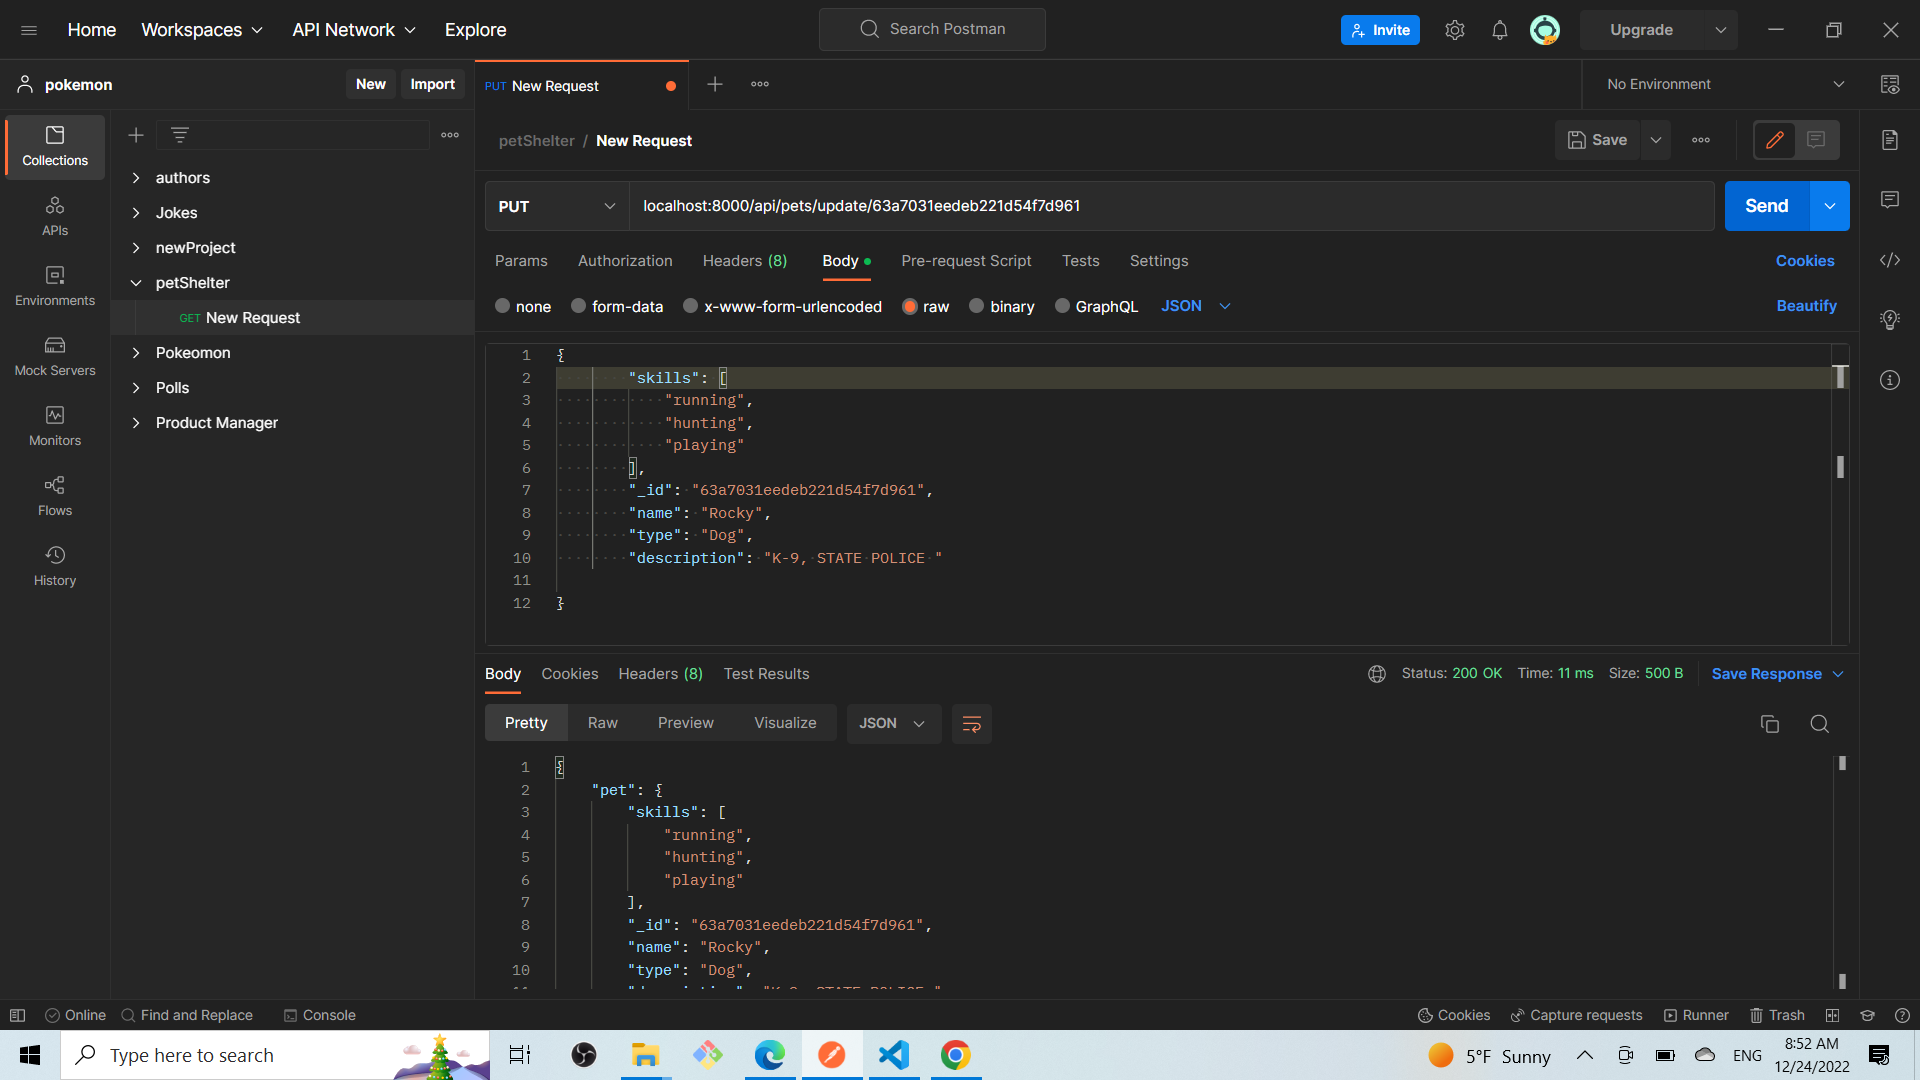 Home Workspaces API Network Explore Search Postman Invite Upgrade
pokemon New Import PUT New Request No Environment
petShelter / New Request Save
Collections
APIs
Environments
Mock Servers
Monitors
Flows
History
authors
Jokes
newProject
petShelter
GET New Request
Pokeomon
Polls
Product Manager
PUT localhost:8000/api/pets/update/63a7031eedeb221d54f7d961 Send
Params Authorization Headers (8) Body Pre-request Script Tests Settings Cookies
none form-data x-www-form-urlencoded raw binary GraphQL JSON Beautify
1 {
2 "skills": [
3 "running",
4 "hunting",
5 "playing"
6 ],
7 "_id": "63a7031eedeb221d54f7d961",
8 "name": "Rocky",
9 "type": "Dog",
10 "description": "K-9, STATE POLICE "
11
12 }
Body Cookies Headers (8) Test Results Status: 200 OK Time: 11 ms Size: 500 B Save Response
Pretty Raw Preview Visualize JSON
1 {
2 "pet": {
3 "skills": [
4 "running",
5 "hunting",
6 "playing"
7 ],
8 "_id": "63a7031eedeb221d54f7d961",
9 "name": "Rocky",
10 "type": "Dog",
11 "description": "K-9, STATE POLICE "
Online Find and Replace Console Cookies Capture requests Runner Trash
Type here to search 5°F Sunny ENG 8:52 AM
12/24/2022